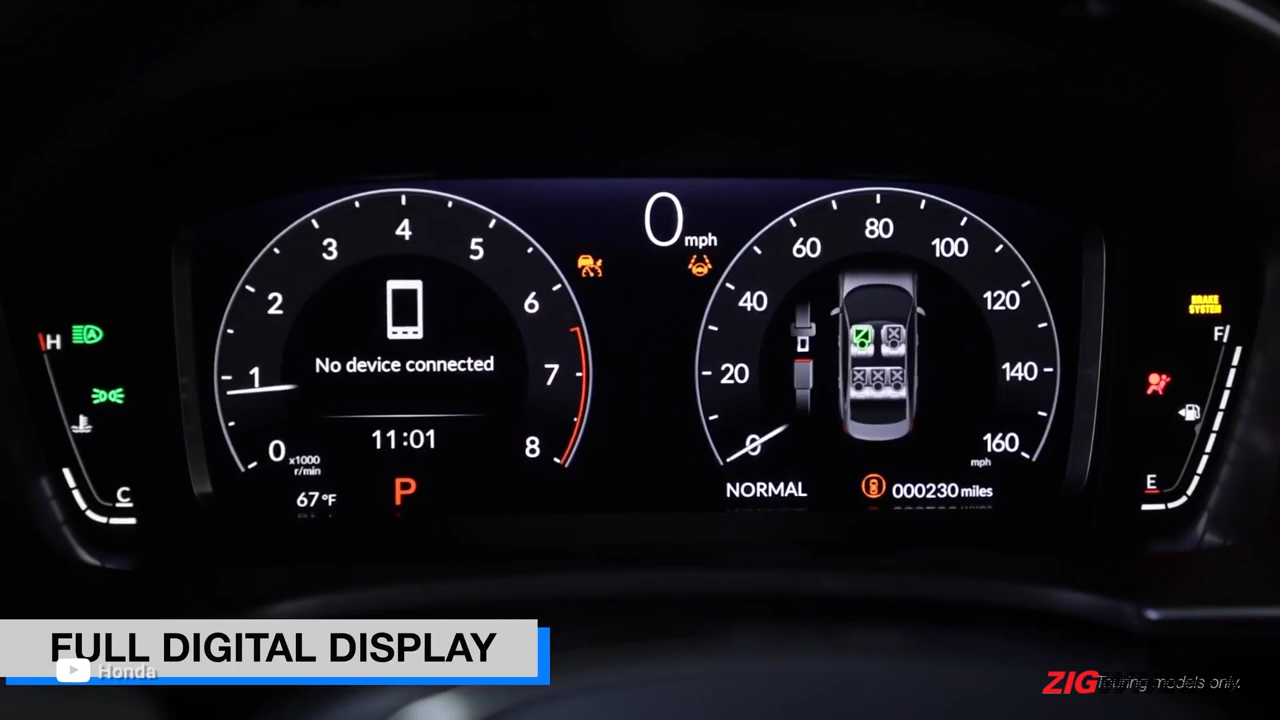 0 mph
4
3
5
2
6
1
7
0
8
x1000
r/min
No device connected
11:01
67°F
P
80
60
100
40
120
20
140
0
160
mph
NORMAL
000230 miles
H
A
C
BRAKE
SYSTEM
F
E
FULL DIGITAL DISPLAY
Honda
ZIG
Touring models only.